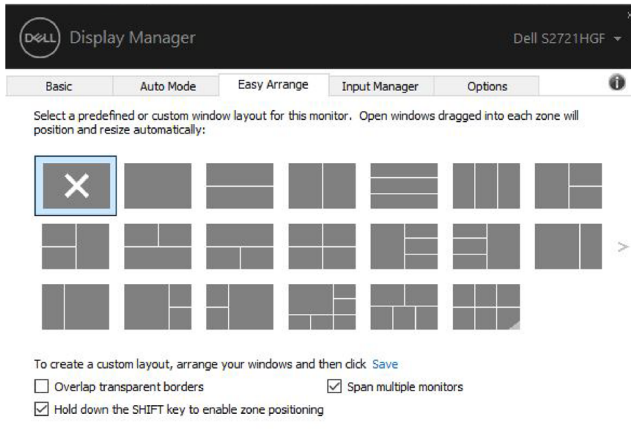 DELL Display Manager
Dell S2721HGF
Basic
Auto Mode
Easy Arrange
Input Manager
Options
Select a predefined or custom window layout for this monitor. Open windows dragged into each zone will
position and resize automatically:
To create a custom layout, arrange your windows and then click Save
Overlap transparent borders
Span multiple monitors
Hold down the SHIFT key to enable zone positioning